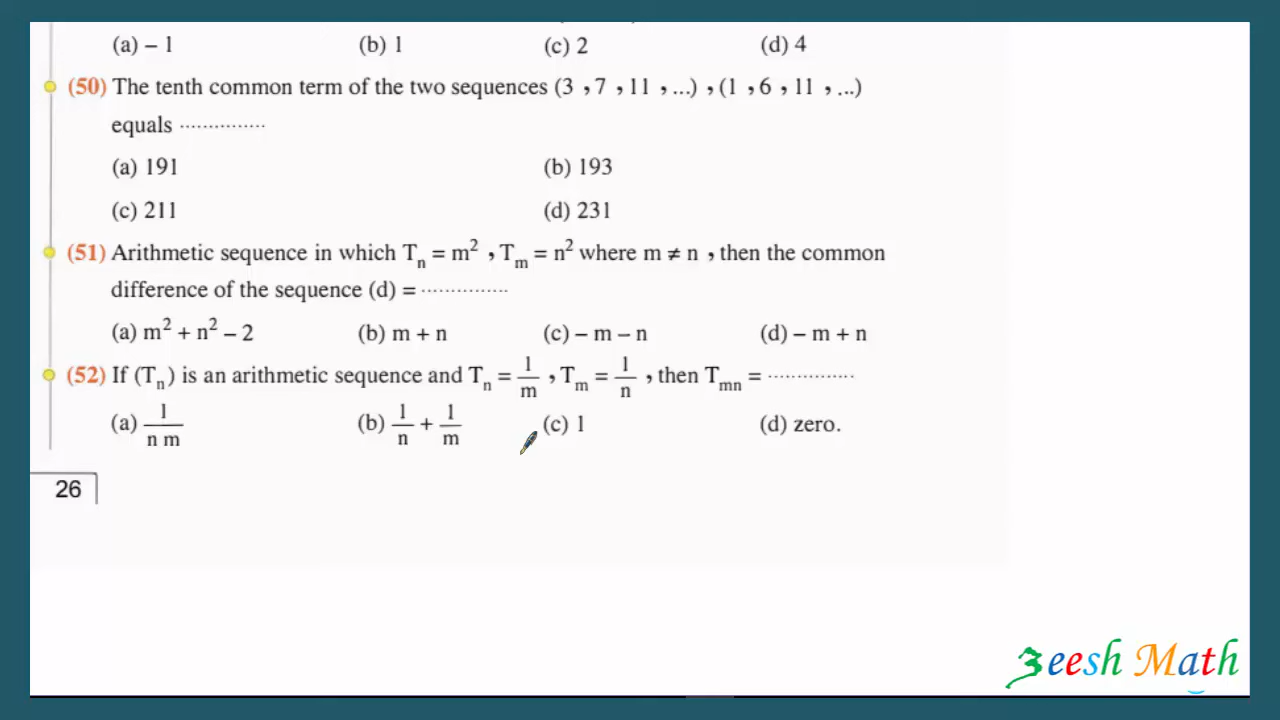 (a) – 1 (b) 1 (c) 2 (d) 4
(50) The tenth common term of the two sequences (3 , 7 , 11 , ...) , (1 , 6 , 11 , ...)
equals ...............
(a) 191 (b) 193
(c) 211 (d) 231
(51) Arithmetic sequence in which Tₙ = m² , Tₘ = n² where m ≠ n , then the common
difference of the sequence (d) = ...............
(a) m² + n² – 2 (b) m + n (c) – m – n (d) – m + n
(52) If (Tₙ) is an arithmetic sequence and Tₙ = 1/m , Tₘ = 1/n , then Tₘₙ = ...............
(a) 1/n m (b) 1/n + 1/m (c) 1 (d) zero.
26
3eesh Math